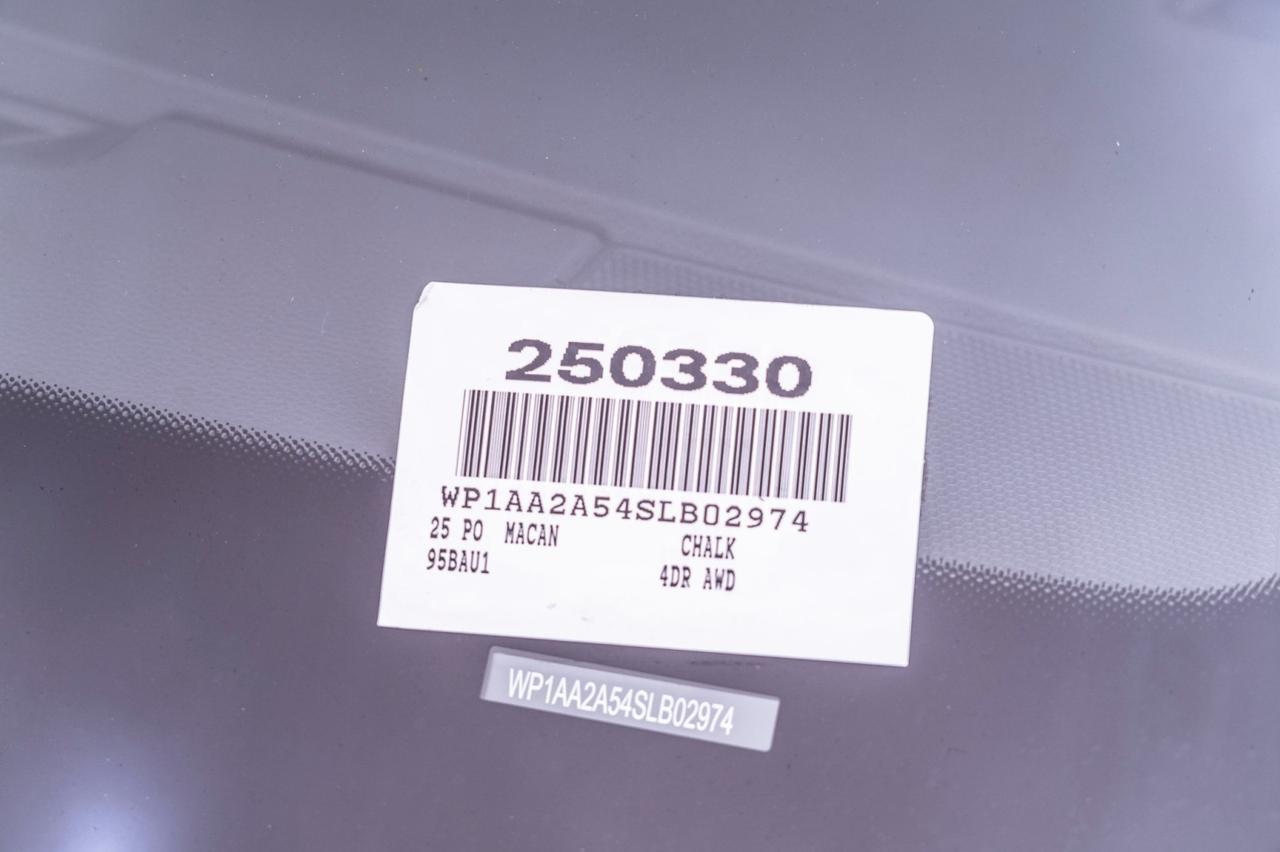 250330
WP1AA2A54SLB02974
25 PO MACAN CHALK
95BAU1 4DR AWD
WP1AA2A54SLB02974